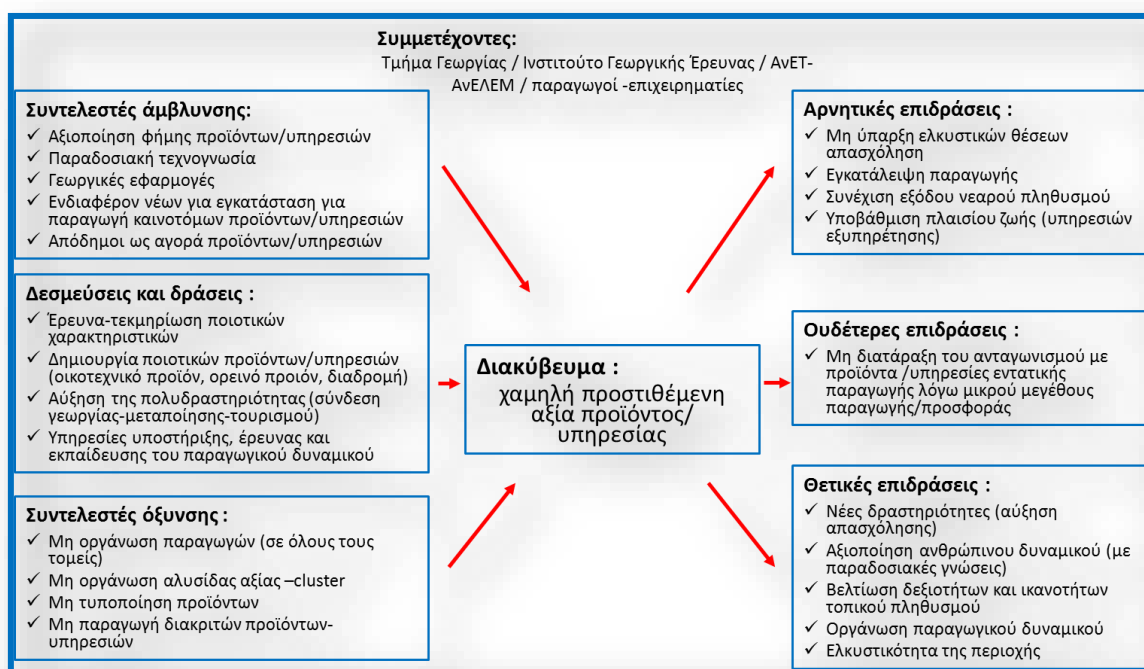 Συμμετέχοντες:
Τμήμα Γεωργίας / Ινστιτούτο Γεωργικής Έρευνας / ΑνΕΤ-
ΑνΕΛΕΜ / παραγωγοί -επιχειρηματίες
Συντελεστές άμβλυνσης:
✓ Αξιοποίηση φήμης προϊόντων/υπηρεσιών
✓ Παραδοσιακή τεχνογνωσία
✓ Γεωργικές εφαρμογές
✓ Ενδιαφέρον νέων για εγκατάσταση για
παραγωγή καινοτόμων προϊόντων/υπηρεσιών
✓ Απόδημοι ως αγορά προϊόντων/υπηρεσιών
Δεσμεύσεις και δράσεις :
✓ Έρευνα-τεκμηρίωση ποιοτικών
χαρακτηριστικών
✓ Δημιουργία ποιοτικών προϊόντων/υπηρεσιών
(οικοτεχνικό προϊόν, ορεινό προιόν, διαδρομή)
✓ Αύξηση της πολυδραστηριότητας (σύνδεση
γεωργίας-μεταποίησης-τουρισμού)
✓ Υπηρεσίες υποστήριξης, έρευνας και
εκπαίδευσης του παραγωγικού δυναμικού
Συντελεστές όξυνσης :
✓ Μη οργάνωση παραγωγών (σε όλους τους
τομείς)
✓ Μη οργάνωση αλυσίδας αξίας –cluster
✓ Μη τυποποίηση προϊόντων
✓ Μη παραγωγή διακριτών προϊόντων-
υπηρεσιών
Διακύβευμα :
χαμηλή προστιθέμενη
αξία προϊόντος/
υπηρεσίας
Αρνητικές επιδράσεις :
✓ Μη ύπαρξη ελκυστικών θέσεων
απασχόληση
✓ Εγκατάλειψη παραγωγής
✓ Συνέχιση εξόδου νεαρού πληθυσμού
✓ Υποβάθμιση πλαισίου ζωής (υπηρεσιών
εξυπηρέτησης)
Ουδέτερες επιδράσεις :
✓ Μη διατάραξη του ανταγωνισμού με
προϊόντα /υπηρεσίες εντατικής
παραγωγής λόγω μικρού μεγέθους
παραγωγής/προσφοράς
Θετικές επιδράσεις :
✓ Νέες δραστηριότητες (αύξηση
απασχόλησης)
✓ Αξιοποίηση ανθρώπινου δυναμικού (με
παραδοσιακές γνώσεις)
✓ Βελτίωση δεξιοτήτων και ικανοτήτων
τοπικού πληθυσμού
✓ Οργάνωση παραγωγικού δυναμικού
✓ Ελκυστικότητα της περιοχής